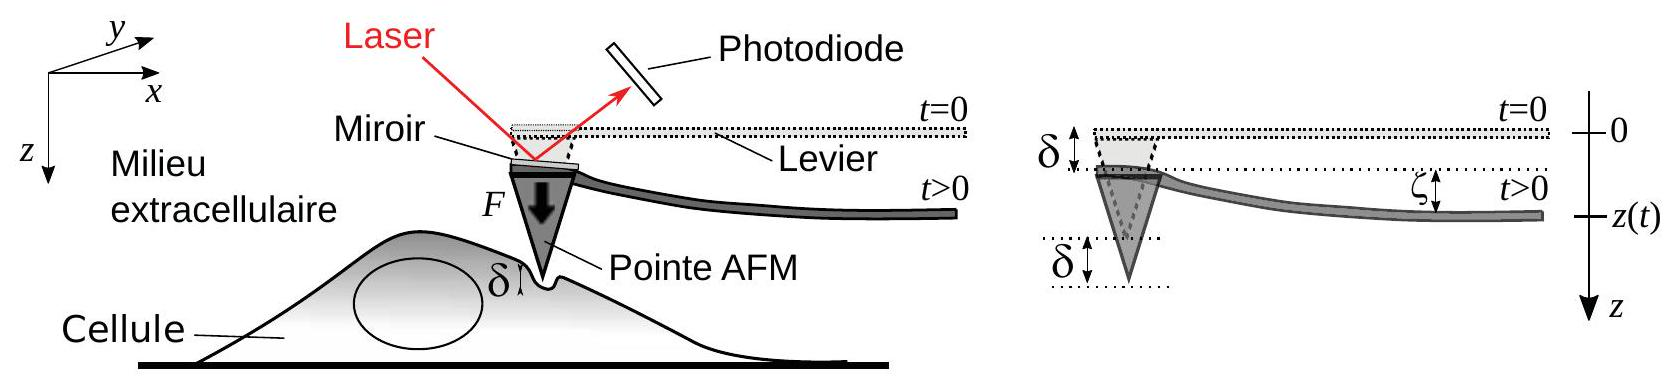 y
x
z
Laser
Photodiode
Miroir
t=0
Levier
Milieu
extracellulaire
F
t>0
δ
Pointe AFM
Cellule
t=0
0
δ
ζ
t>0
z(t)
δ
z